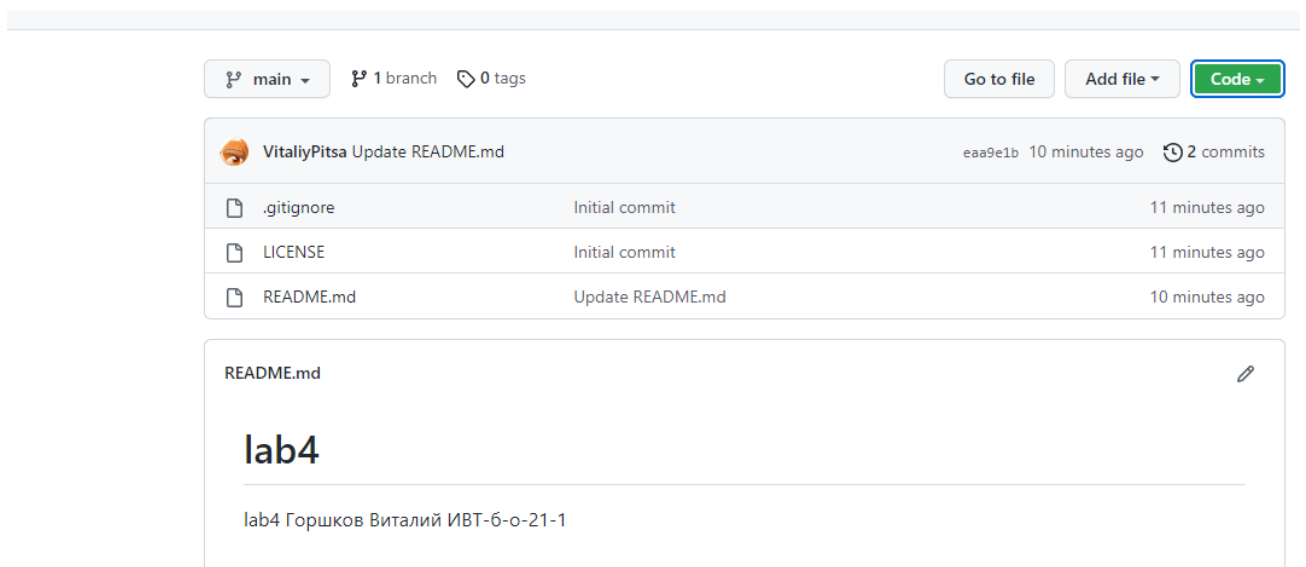 main 1 branch 0 tags Go to file Add file Code
VitaliyPitsa Update README.md eaa9e1b 10 minutes ago 2 commits
.gitignore Initial commit 11 minutes ago
LICENSE Initial commit 11 minutes ago
README.md Update README.md 10 minutes ago
README.md
lab4
lab4 Горшков Виталий ИВТ-б-о-21-1